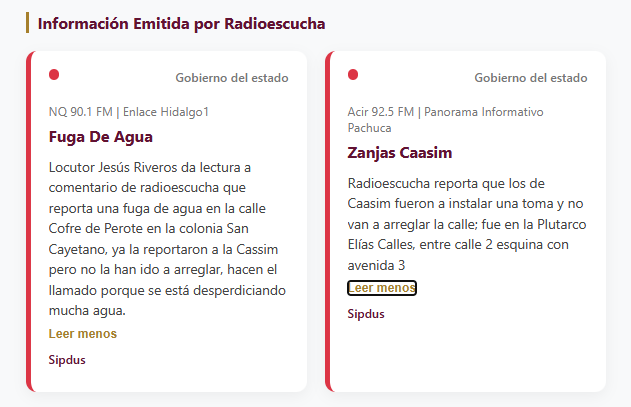 Información Emitida por Radioescucha
Gobierno del estado
NQ 90.1 FM | Enlace Hidalgo1
Fuga De Agua
Locutor Jesús Riveros da lectura a
comentario de radioescucha que
reporta una fuga de agua en la calle
Cofre de Perote en la colonia San
Cayetano, ya la reportaron a la Cassim
pero no la han ido a arreglar, hacen el
llamado porque se está desperdiciando
mucha agua.
Leer menos
Sipdus
Gobierno del estado
Acir 92.5 FM | Panorama Informativo
Pachuca
Zanjas Caasim
Radioescucha reporta que los de
Caasim fueron a instalar una toma y no
van a arreglar la calle; fue en la Plutarco
Elías Calles, entre calle 2 esquina con
avenida 3
Leer menos
Sipdus